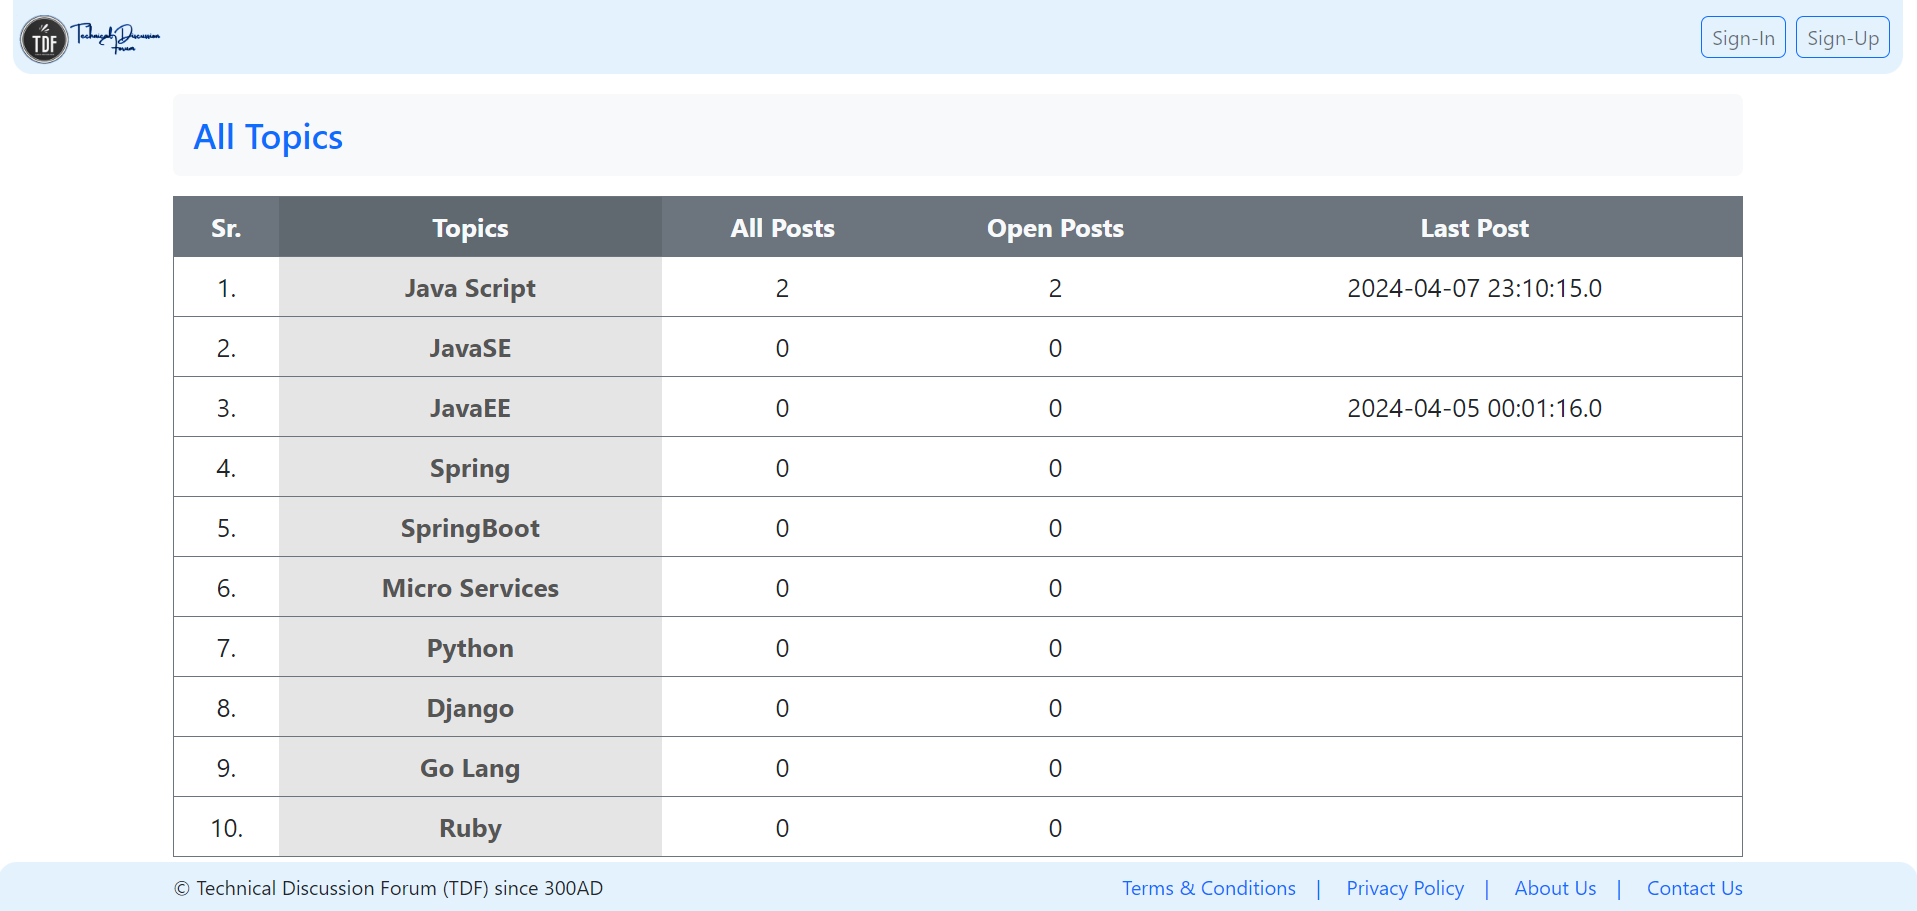 TDF Technical Discussion Forum Sign-In Sign-Up
All Topics
Sr. Topics All Posts Open Posts Last Post
1. Java Script 2 2 2024-04-07 23:10:15.0
2. JavaSE 0 0
3. JavaEE 0 0 2024-04-05 00:01:16.0
4. Spring 0 0
5. SpringBoot 0 0
6. Micro Services 0 0
7. Python 0 0
8. Django 0 0
9. Go Lang 0 0
10. Ruby 0 0
© Technical Discussion Forum (TDF) since 300AD Terms & Conditions | Privacy Policy | About Us | Contact Us